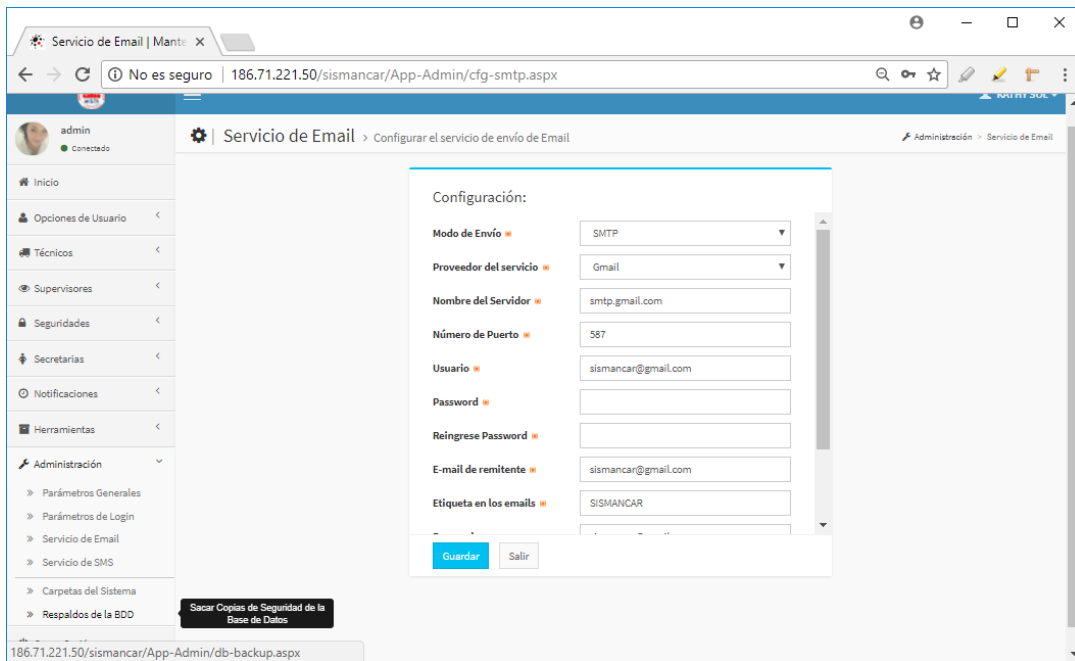 Servicio de Email | Mante
No es seguro | 186.71.221.50/sismancar/App-Admin/cfg-smtp.aspx
KATHY SOL
admin
Conectado
Servicio de Email > Configurar el servicio de envío de Email
Administración > Servicio de Email
Inicio
Opciones de Usuario
Técnicos
Supervisores
Seguridades
Secretarias
Notificaciones
Herramientas
Administración
Parámetros Generales
Parámetros de Login
Servicio de Email
Servicio de SMS
Carpetas del Sistema
Respaldos de la BDD
Sacar Copias de Seguridad de la
Base de Datos
186.71.221.50/sismancar/App-Admin/db-backup.aspx
Configuración:
Modo de Envío SMTP
Proveedor del servicio Gmail
Nombre del Servidor smtp.gmail.com
Número de Puerto 587
Usuario sismancar@gmail.com
Password
Reingrese Password
E-mail de remitente sismancar@gmail.com
Etiqueta en los emails SISMANCAR
Guardar Salir